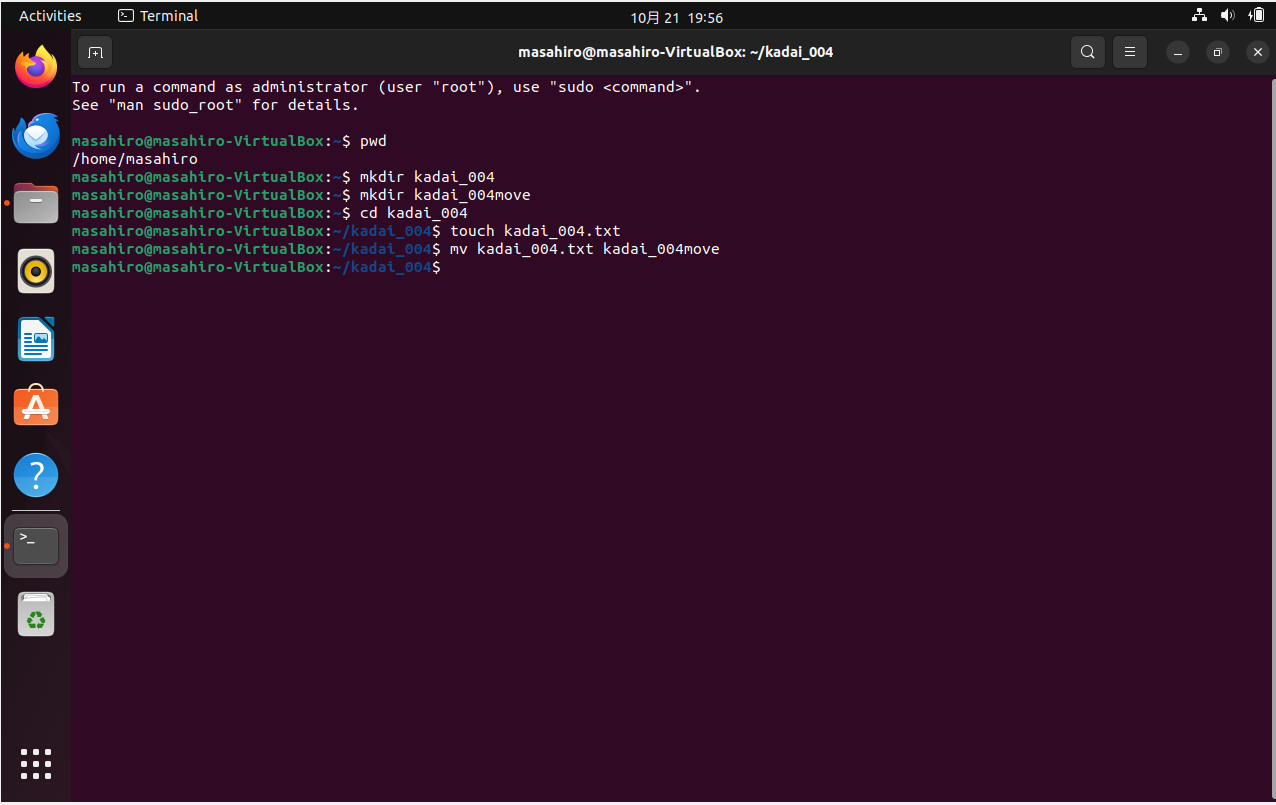 Activities
Terminal
10月 21 19:56
masahiro@masahiro-VirtualBox: ~/kadai_004
To run a command as administrator (user "root"), use "sudo <command>".
See "man sudo_root" for details.
masahiro@masahiro-VirtualBox:~$ pwd
/home/masahiro
masahiro@masahiro-VirtualBox:~$ mkdir kadai_004
masahiro@masahiro-VirtualBox:~$ mkdir kadai_004move
masahiro@masahiro-VirtualBox:~$ cd kadai_004
masahiro@masahiro-VirtualBox:~/kadai_004$ touch kadai_004.txt
masahiro@masahiro-VirtualBox:~/kadai_004$ mv kadai_004.txt kadai_004move
masahiro@masahiro-VirtualBox:~/kadai_004$